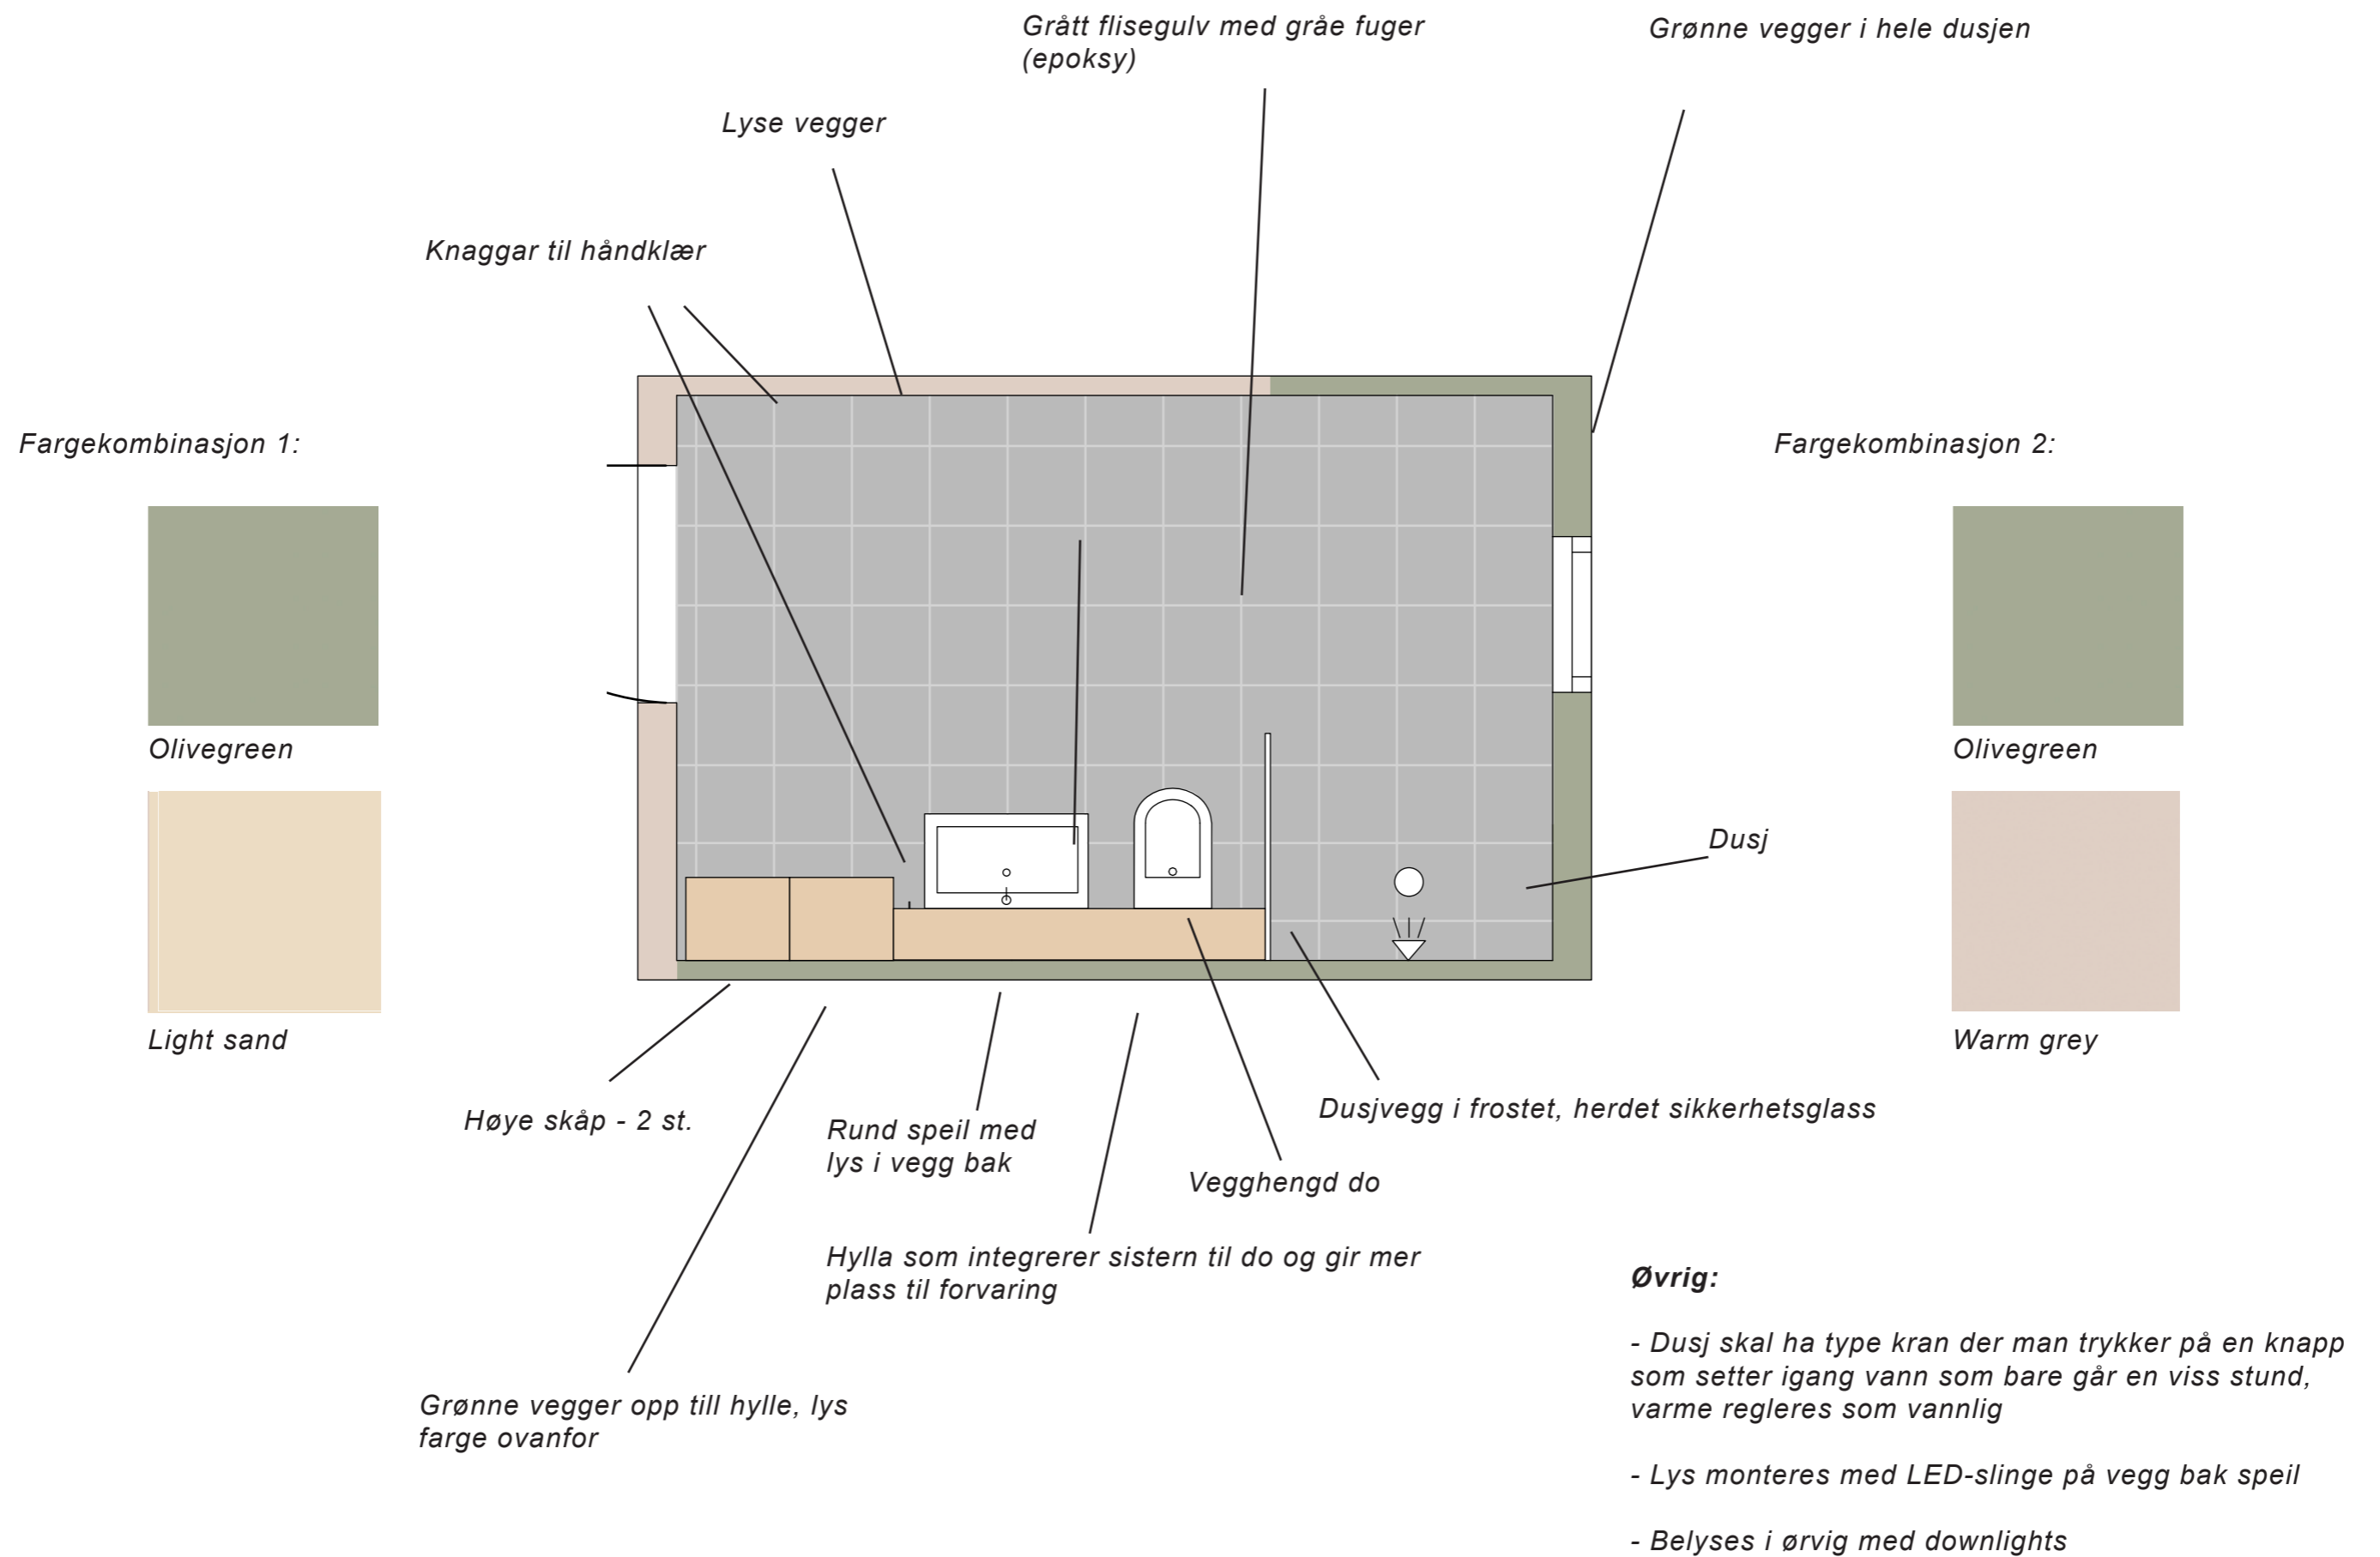 Grått flisegulv med gråe fuger
(epoksy)
Grønne vegger i hele dusjen
Lyse vegger
Knaggar til håndklær
Fargekombinasjon 1:
Fargekombinasjon 2:
Olivegreen
Olivegreen
Dusj
Light sand
Warm grey
Høye skåp - 2 st.
Rund speil med
lys i vegg bak
Dusjvegg i frostet, herdet sikkerhetsglass
Vegghengd do
Hylla som integrerer sistern til do og gir mer
plass til forvaring
Grønne vegger opp till hylle, lys
farge ovanfor
Øvrig:
- Dusj skal ha type kran der man trykker på en knapp
som setter igang vann som bare går en viss stund,
varme regleres som vannlig
- Lys monteres med LED-slinge på vegg bak speil
- Belyses i ørvig med downlights